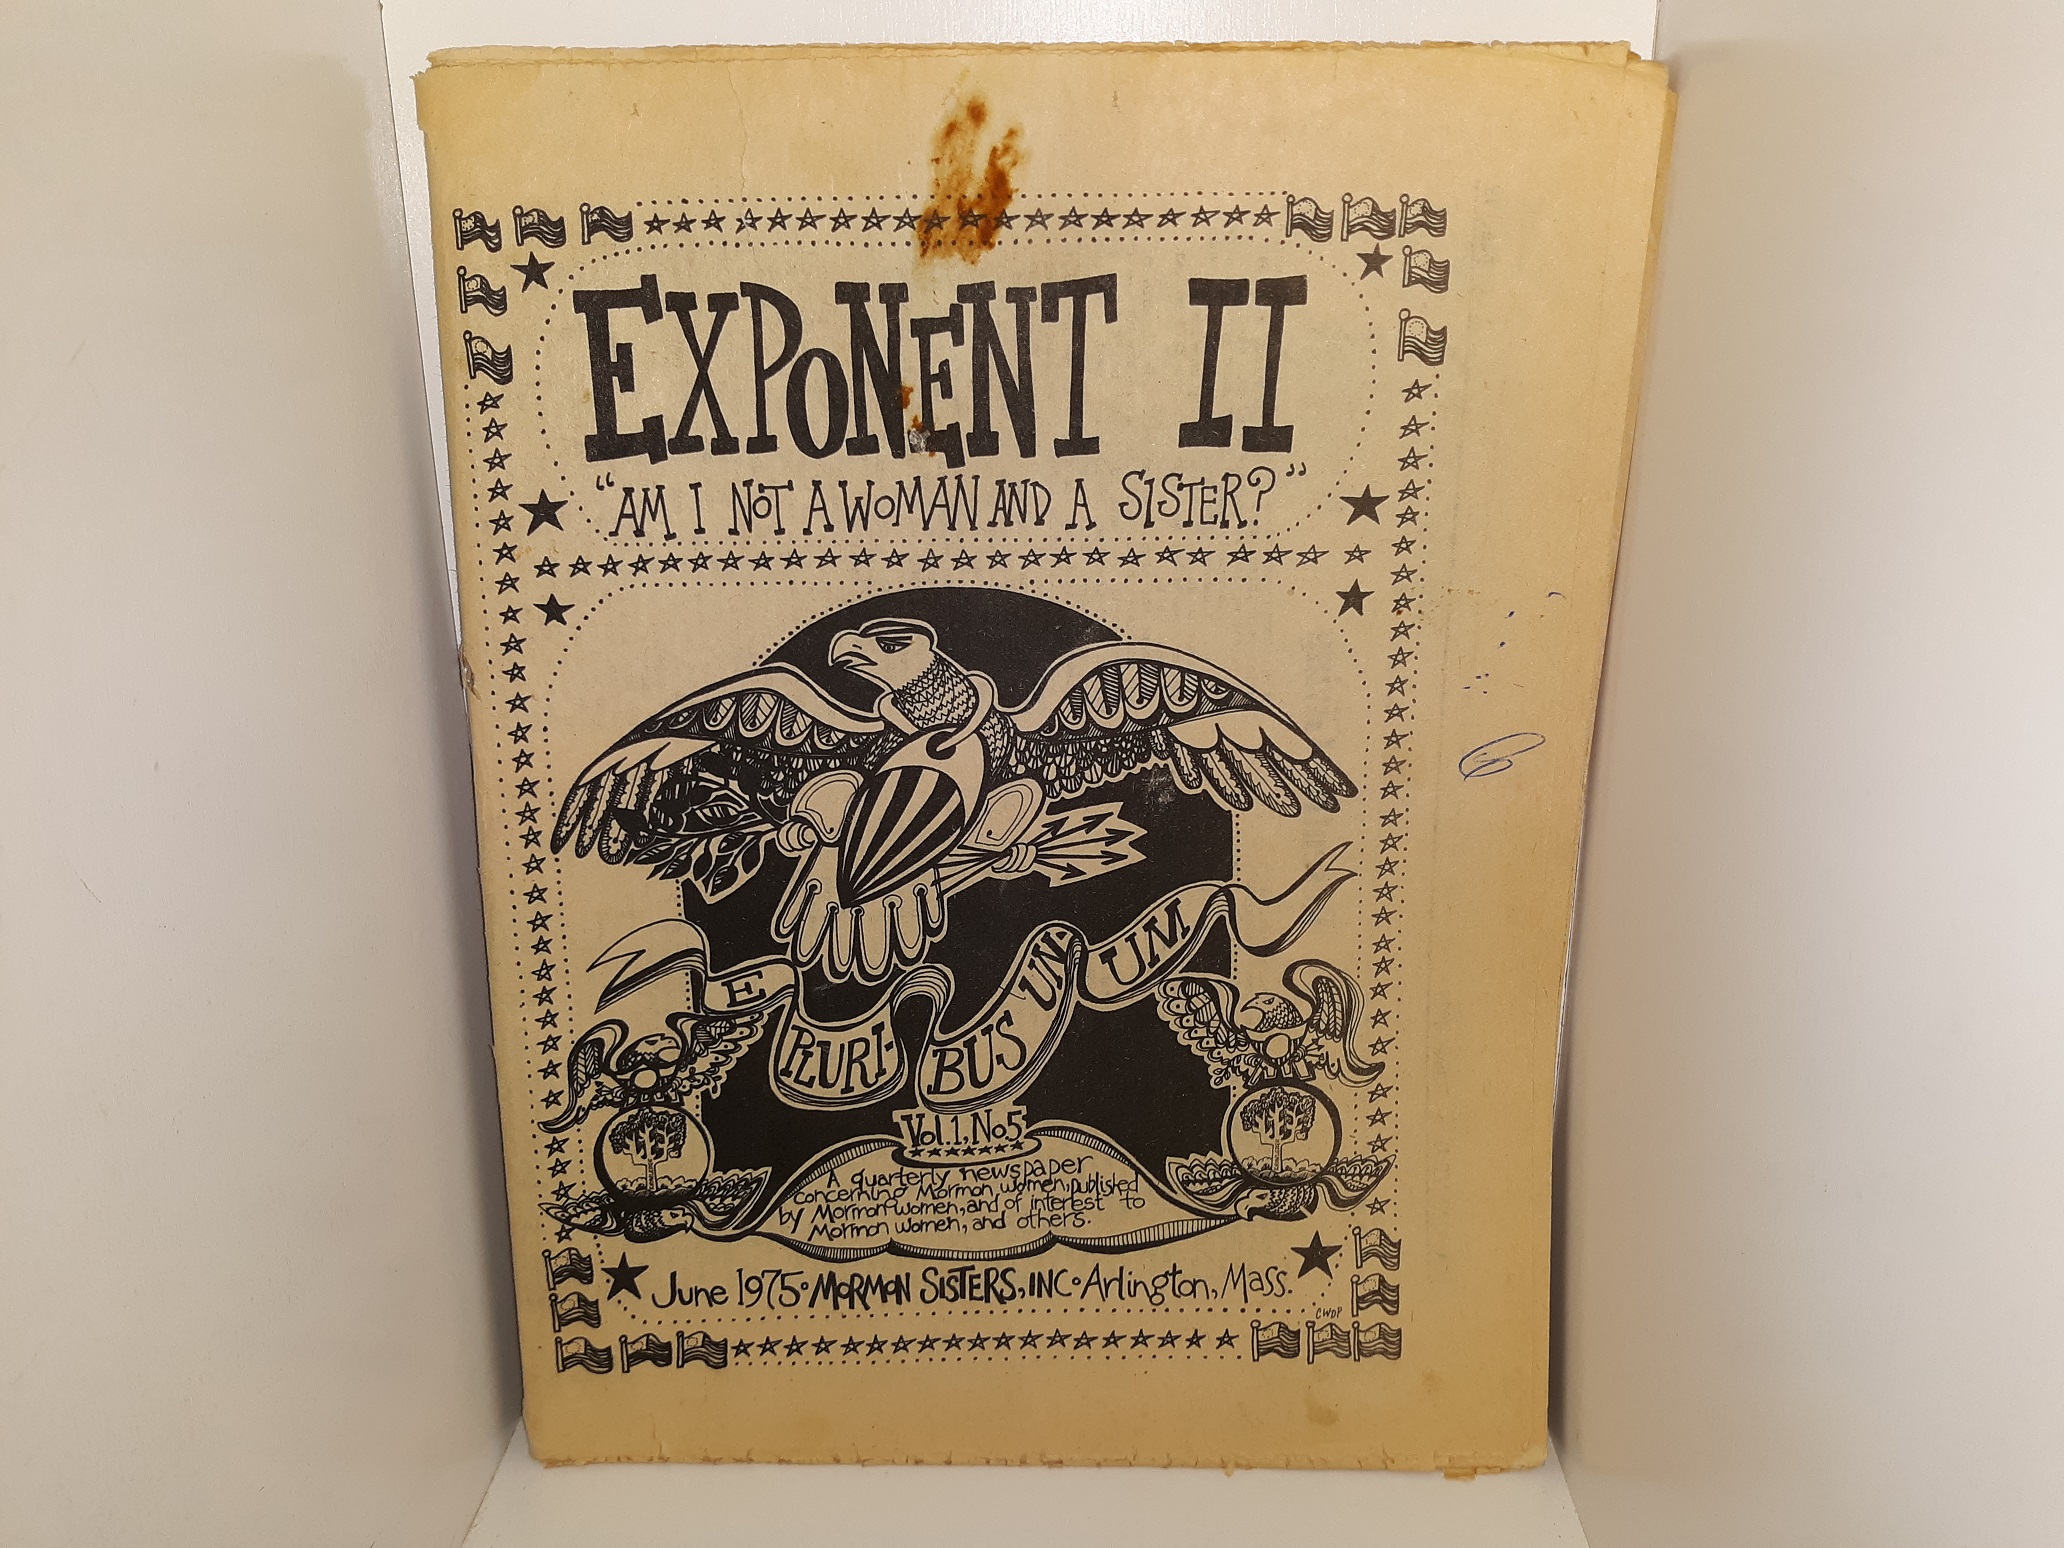 EXPONENT II
"AM I NOT A WOMAN AND A SISTER?"
E PLURI- BUS UN- UM
Vol. 1, No. 5
A quarterly newspaper
concerning Mormon women, published
by Mormon women, and of interest to
Mormon women, and others.
June 1975 • MORMON SISTERS, INC • Arlington, Mass.
CWDP